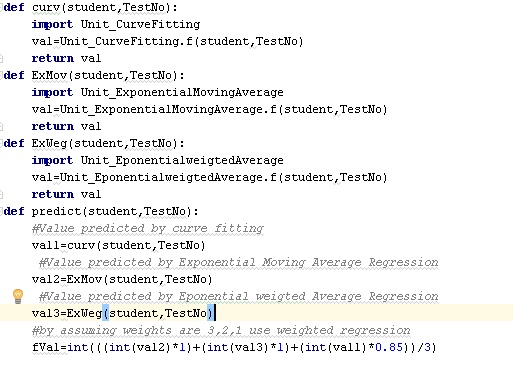 def curv(student,TestNo):
import Unit_CurveFitting
val=Unit_CurveFitting.f(student,TestNo)
return val
def ExMov(student,TestNo):
import Unit_ExponentialMovingAverage
val=Unit_ExponentialMovingAverage.f(student,TestNo)
return val
def ExWeg(student,TestNo):
import Unit_EponentialweigtedAverage
val=Unit_EponentialweigtedAverage.f(student,TestNo)
return val
def predict(student,TestNo):
#Value predicted by curve fitting
val1=curv(student,TestNo)
#Value predicted by Exponential Moving Average Regression
val2=ExMov(student,TestNo)
#Value predicted by Eponential weigted Average Regression
val3=ExWeg(student,TestNo)
#by assuming weights are 3,2,1 use weighted regression
fVal=int(((int(val2)*1)+(int(val3)*1)+(int(val1)*0.85))/3)